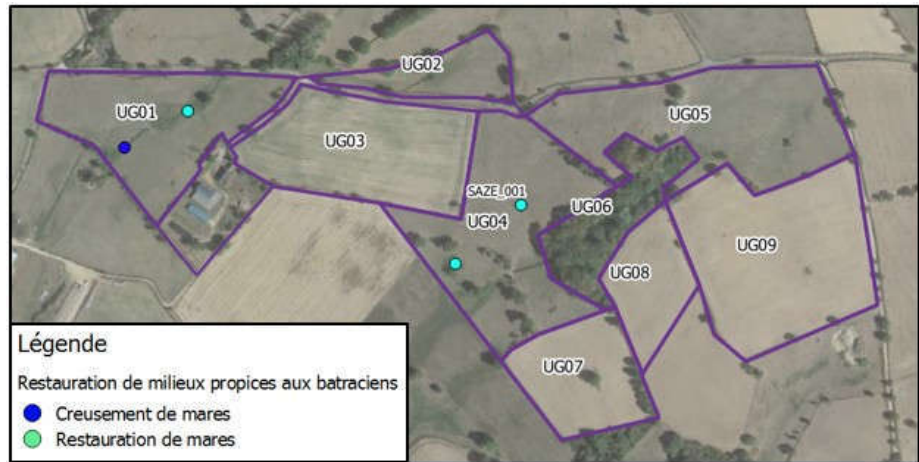 UG02
UG01
UG05
UG03
SAZE_001
UG06
UG04
UG09
UG08
UG07
Légende
Restauration de milieux propices aux batraciens
Creusement de mares
Restauration de mares